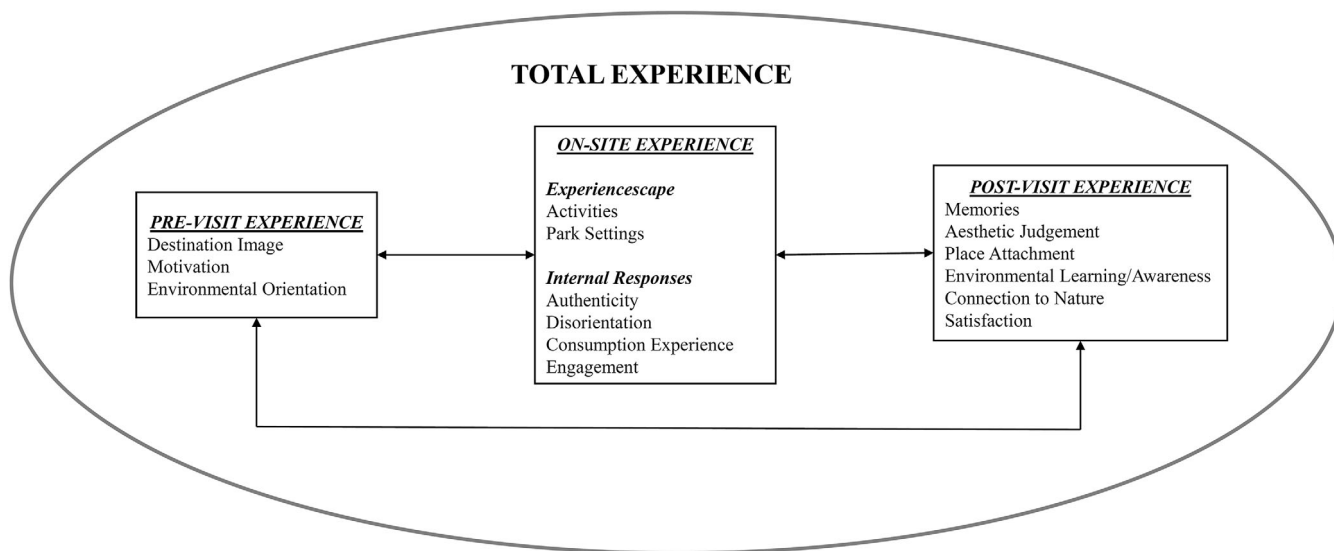 TOTAL EXPERIENCE
PRE-VISIT EXPERIENCE
Destination Image
Motivation
Environmental Orientation
ON-SITE EXPERIENCE
Experiencescape
Activities
Park Settings
Internal Responses
Authenticity
Disorientation
Consumption Experience
Engagement
POST-VISIT EXPERIENCE
Memories
Aesthetic Judgement
Place Attachment
Environmental Learning/Awareness
Connection to Nature
Satisfaction